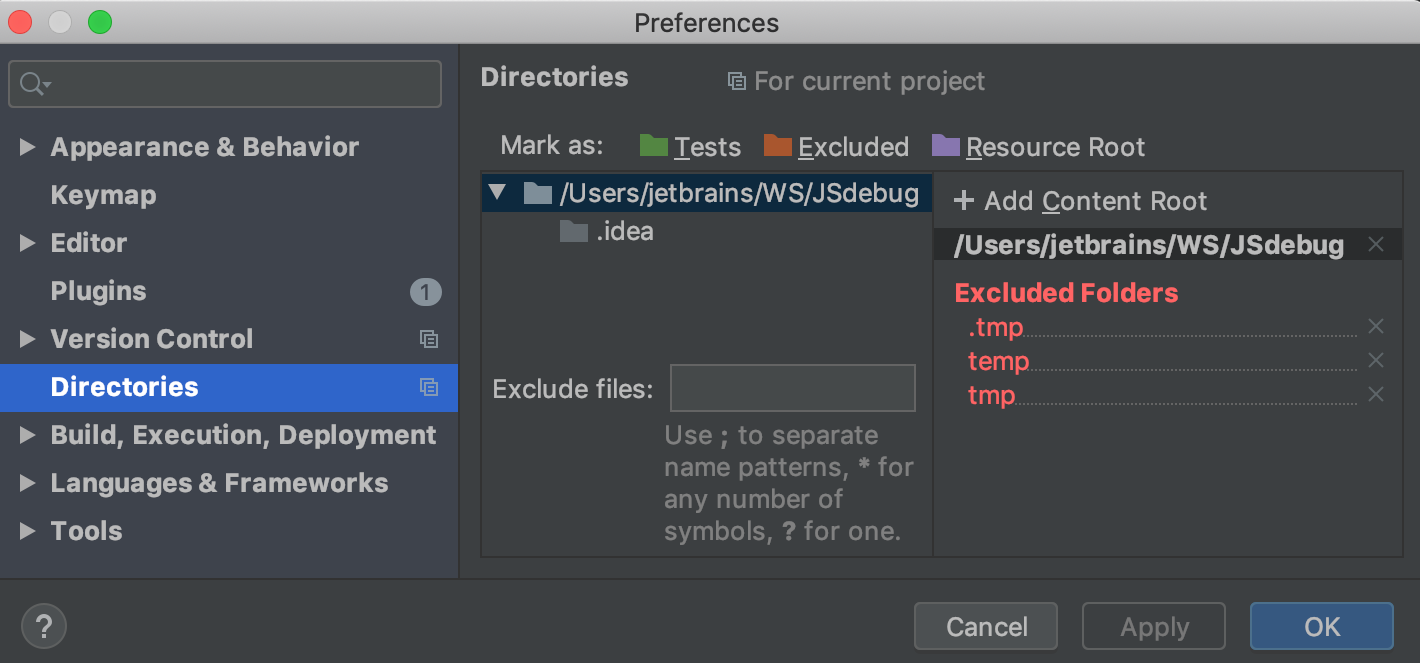 Preferences
Appearance & Behavior
Keymap
Editor
Plugins
1
Version Control
Directories
Build, Execution, Deployment
Languages & Frameworks
Tools
Directories
For current project
Mark as:
Tests
Excluded
Resource Root
/Users/jetbrains/WS/JSdebug
.idea
Exclude files:
Use ; to separate
name patterns, * for
any number of
symbols, ? for one.
+ Add Content Root
/Users/jetbrains/WS/JSdebug
Excluded Folders
.tmp
temp
tmp
?
Cancel
Apply
OK